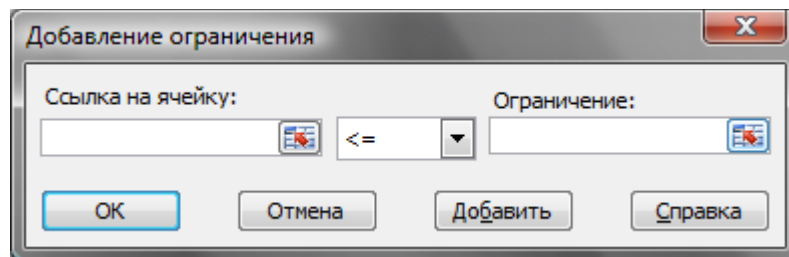 Добавление ограничения
Ссылка на ячейку: Ограничение:
<=
ОК Отмена Добавить Справка